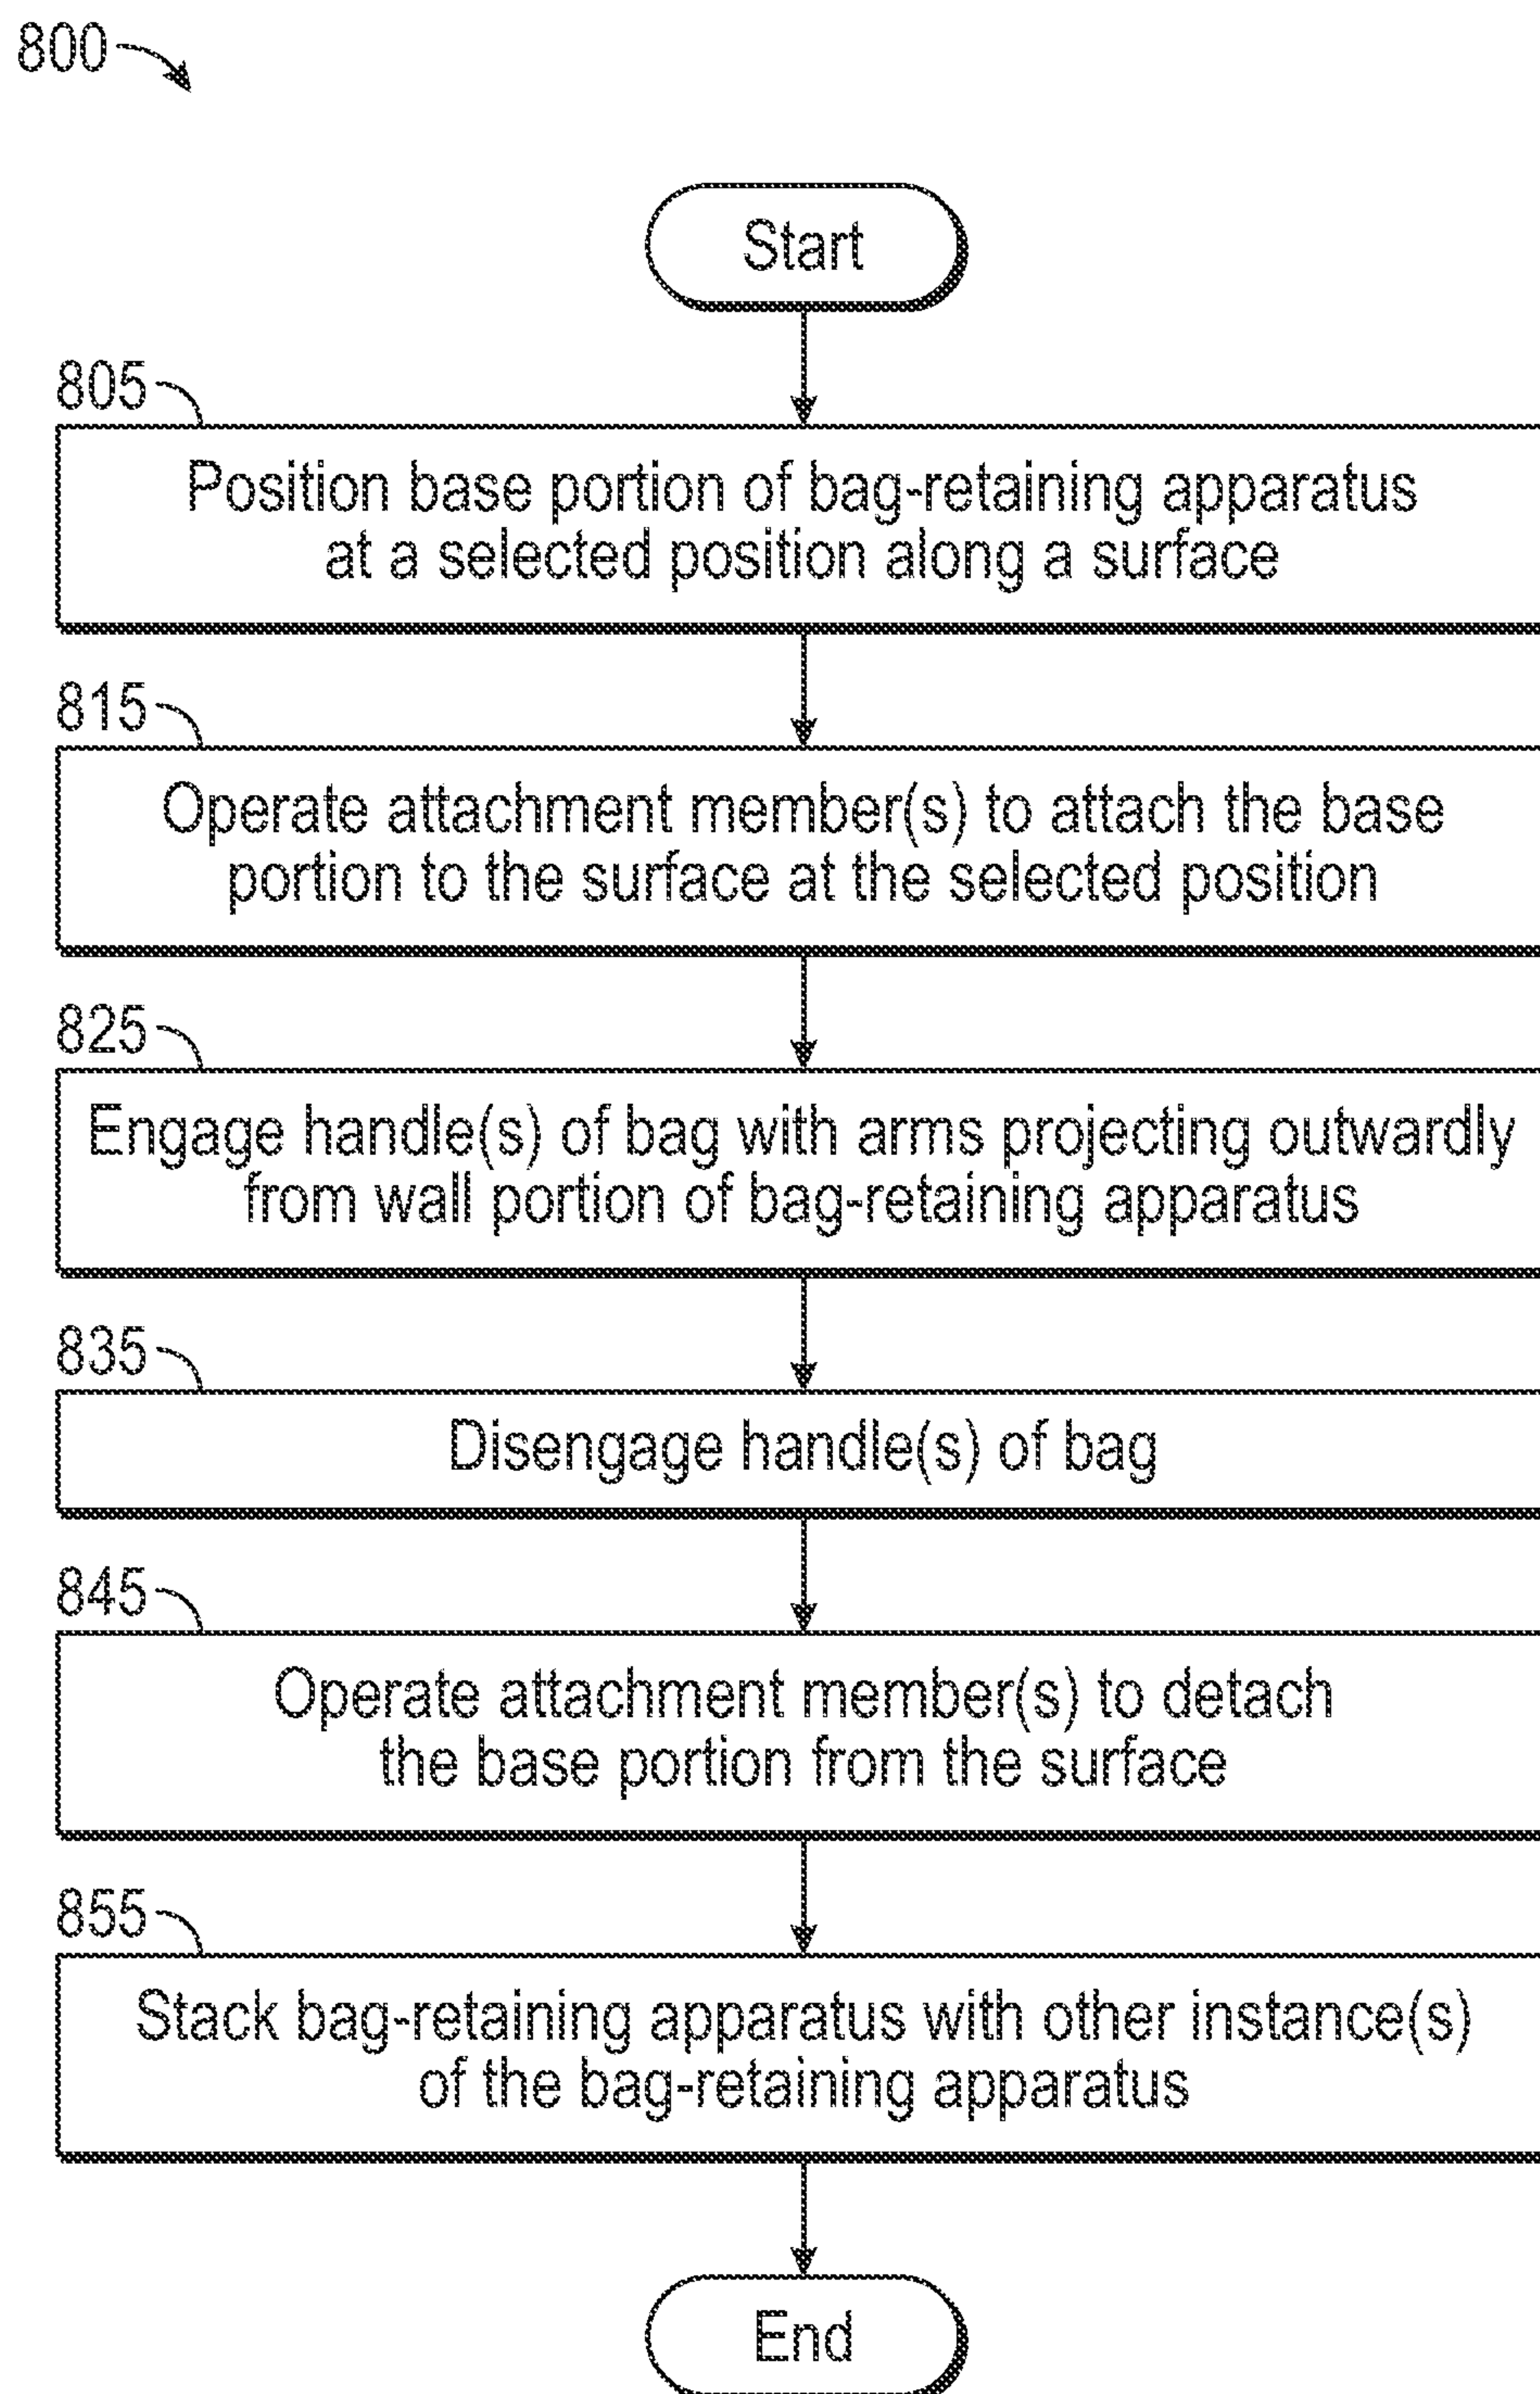 800
Start
805
Position base portion of bag-retaining apparatus
at a selected position along a surface
815
Operate attachment member(s) to attach the base
portion to the surface at the selected position
825
Engage handle(s) of bag with arms projecting outwardly
from wall portion of bag-retaining apparatus
835
Disengage handle(s) of bag
845
Operate attachment member(s) to detach
the base portion from the surface
855
Stack bag-retaining apparatus with other instance(s)
of the bag-retaining apparatus
End